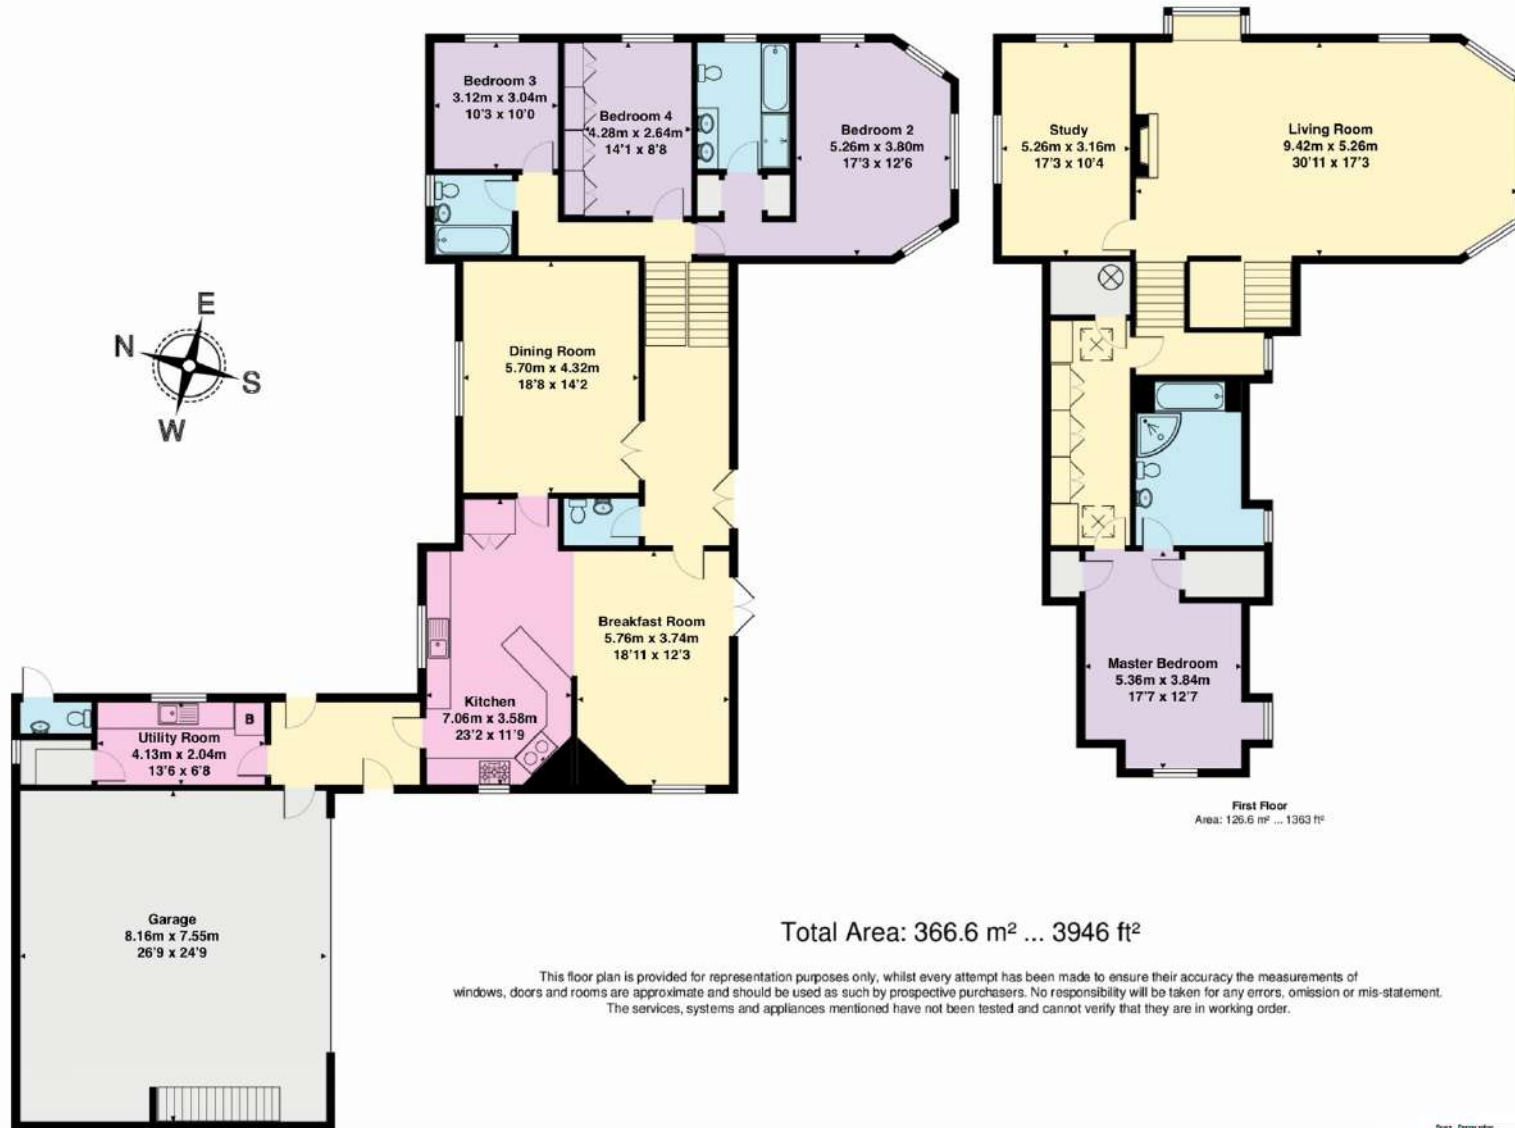 Bedroom 3
3.12m x 3.04m
10'3 x 10'0
Bedroom 4
4.28m x 2.64m
14'1 x 8'8
Bedroom 2
5.26m x 3.80m
17'3 x 12'6
Study
5.26m x 3.16m
17'3 x 10'4
Living Room
9.42m x 5.26m
30'11 x 17'3
E
N
S
W
Dining Room
5.70m x 4.32m
18'8 x 14'2
Breakfast Room
5.76m x 3.74m
18'11 x 12'3
Kitchen
7.06m x 3.58m
23'2 x 11'9
B
Utility Room
4.13m x 2.04m
13'6 x 6'8
Master Bedroom
5.36m x 3.84m
17'7 x 12'7
First Floor
Area: 126.6 m² ... 1363 ft²
Garage
8.16m x 7.55m
26'9 x 24'9
Total Area: 366.6 m² ... 3946 ft²
This floor plan is provided for representation purposes only, whilst every attempt has been made to ensure their accuracy the measurements of
windows, doors and rooms are approximate and should be used as such by prospective purchasers. No responsibility will be taken for any errors, omission or mis-statement.
The services, systems and appliances mentioned have not been tested and cannot verify that they are in working order.